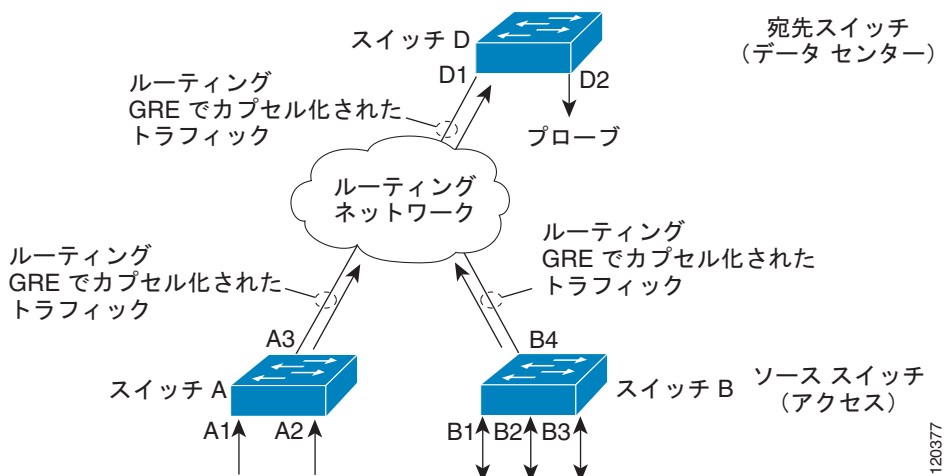 スイッチ D
宛先スイッチ
(データ センター)
D1
D2
ルーティング
GRE でカプセル化された
トラフィック
プローブ
ルーティング
ネットワーク
ルーティング
GRE でカプセル化された
トラフィック
ルーティング
GRE でカプセル化された
トラフィック
A3
B4
スイッチ A
スイッチ B
ソース スイッチ
(アクセス)
A1
A2
B1
B2
B3
120377